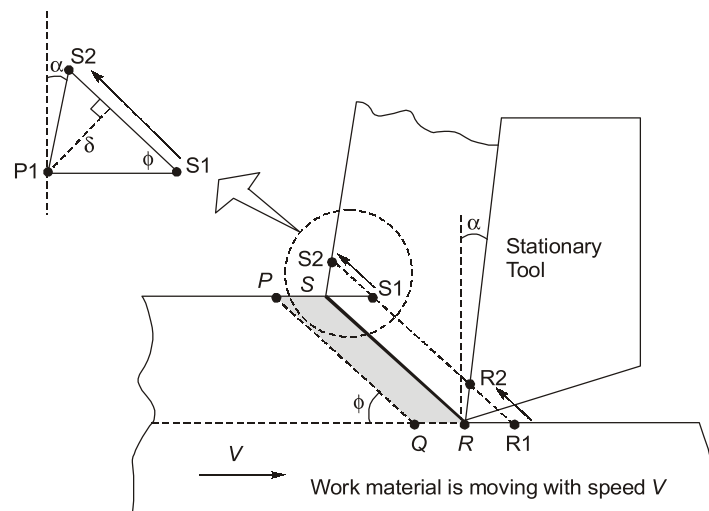 S2
α
P1
δ
ϕ
S1
α
Stationary
Tool
S2
P
S
S1
R2
ϕ
Q
R
R1
V
Work material is moving with speed V